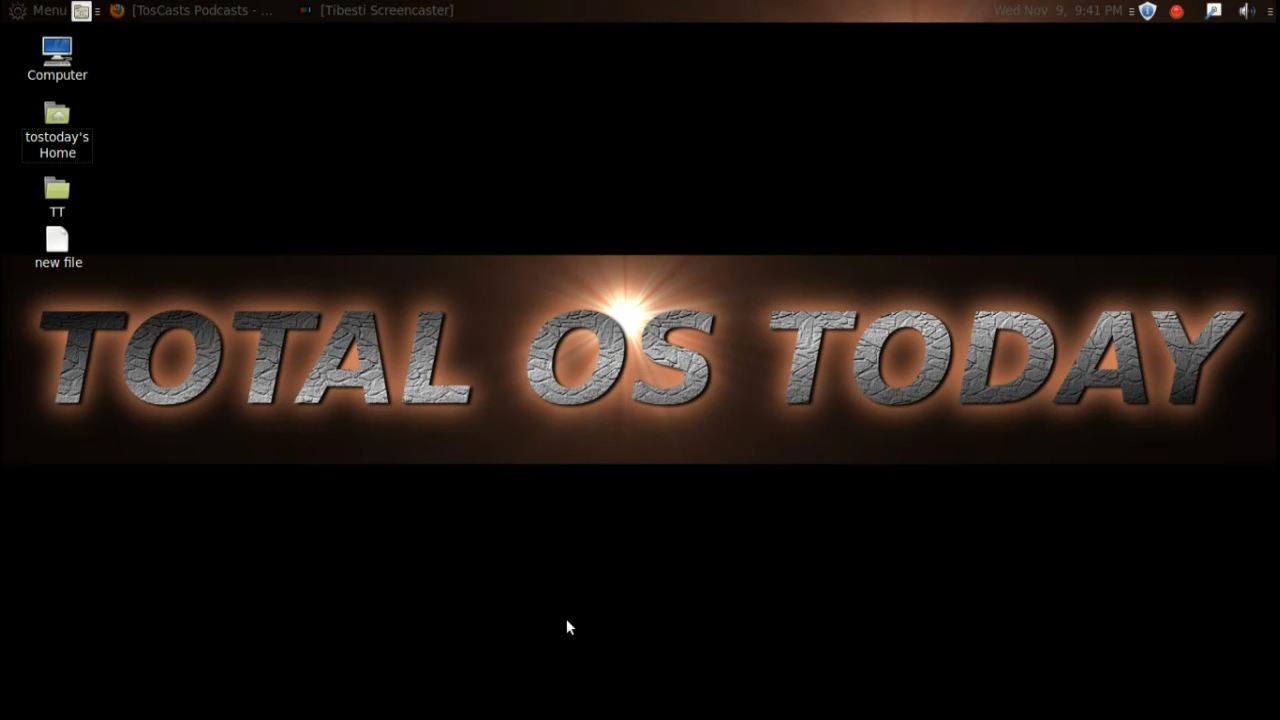 Menu [TosCasts Podcasts - ... [Tibesti Screencaster] Wed Nov 9, 9:41 PM
Computer
tostoday's
Home
TT
new file
TOTAL OS TODAY